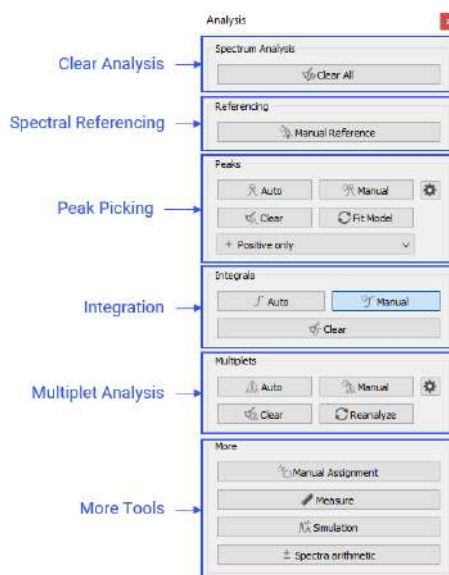 Analysis
Clear Analysis
Spectrum Analysis
Clear All
Spectral Referencing
Referencing
Manual Reference
Peak Picking
Peaks
Auto Manual
Clear Fit Model
+ Positive only
Integration
Integrals
Auto Manual
Clear
Multiplet Analysis
Multiplets
Auto Manual
Clear Reanalyze
More Tools
More
Manual Assignment
Measure
Simulation
± Spectra arithmetic